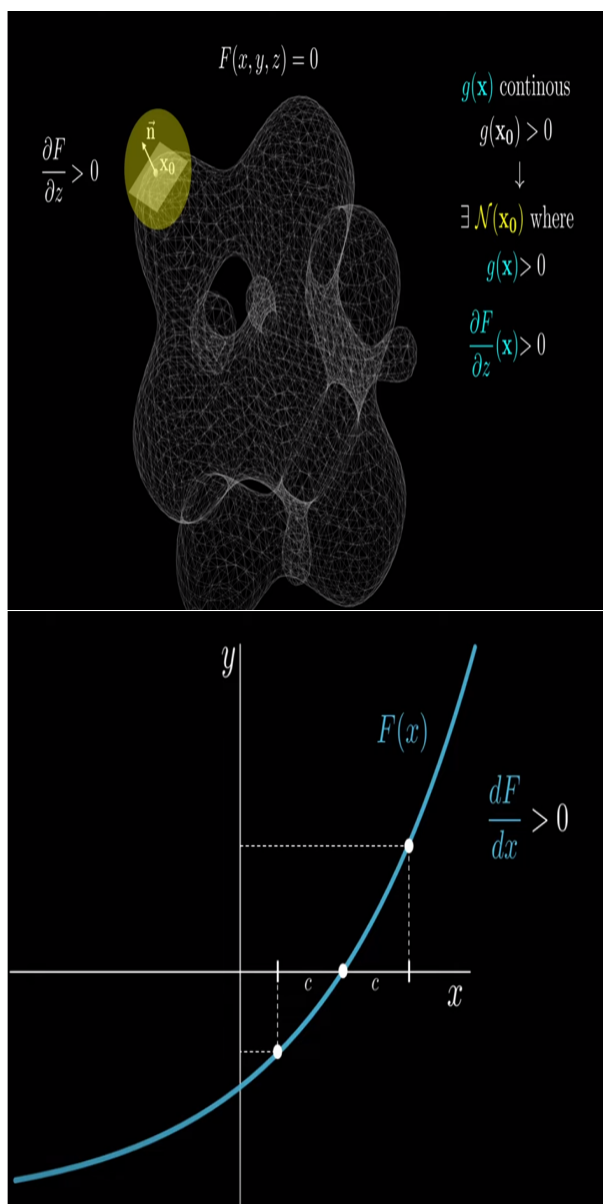 F(x, y, z) = 0
g(x) continous
g(x₀) > 0
↓
∃ 𝒩(x₀) where
g(x) > 0
∂F/∂z (x) > 0
∂F/∂z > 0
n⃗
x₀
y
F(x)
dF/dx > 0
c c
x